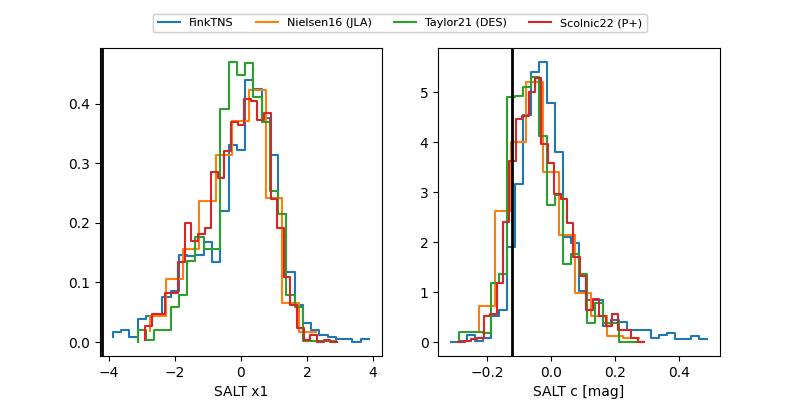 FinkTNS Nielsen16 (JLA) Taylor21 (DES) Scolnic22 (P+)
0.4
0.3
0.2
0.1
0.0
−4 −2 0 2 4
SALT x1
5
4
3
2
1
0
−0.2 0.0 0.2 0.4
SALT c [mag]